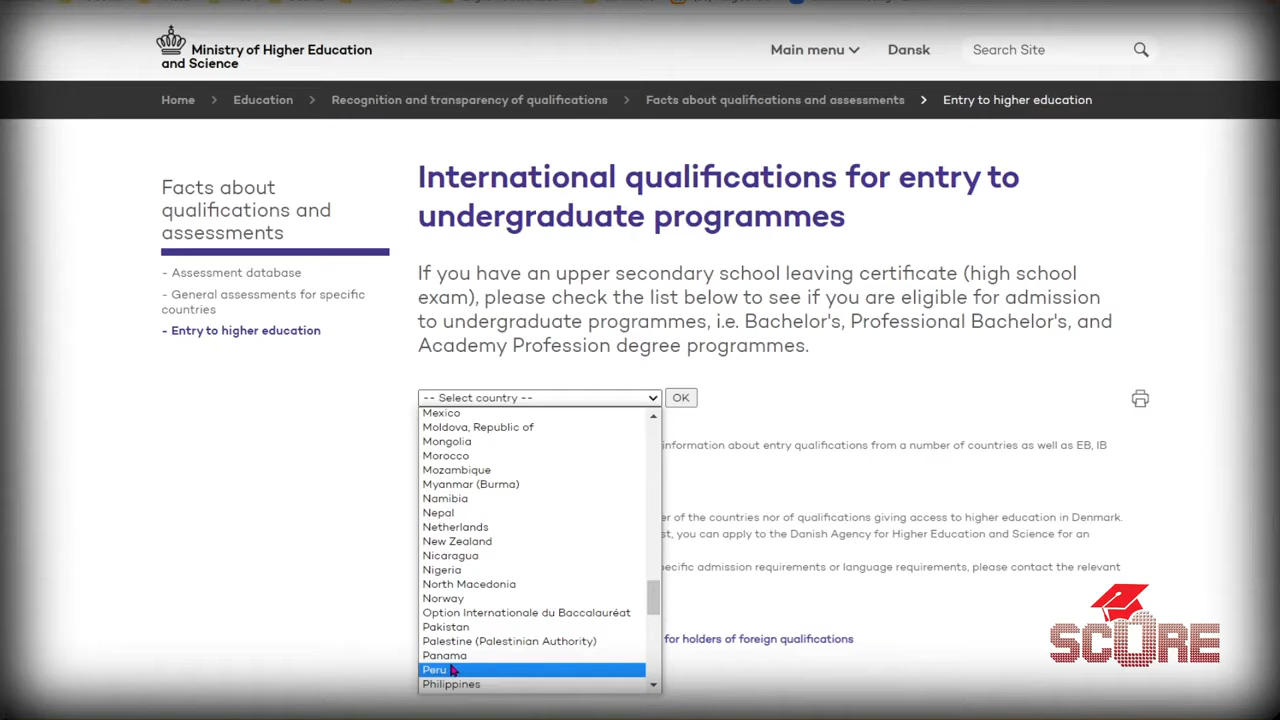 Ministry of Higher Education
and Science
Main menu
Dansk
Search Site
Home
Education
Recognition and transparency of qualifications
Facts about qualifications and assessments
Entry to higher education
Facts about
qualifications and
assessments
- Assessment database
- General assessments for specific
countries
- Entry to higher education
International qualifications for entry to
undergraduate programmes
If you have an upper secondary school leaving certificate (high school
exam), please check the list below to see if you are eligible for admission
to undergraduate programmes, i.e. Bachelor's, Professional Bachelor's, and
Academy Profession degree programmes.
-- Select country --
OK
Mexico
Moldova, Republic of
Mongolia
Morocco
Mozambique
Myanmar (Burma)
Namibia
Nepal
Netherlands
New Zealand
Nicaragua
Nigeria
North Macedonia
Norway
Option Internationale du Baccalauréat
Pakistan
Palestine (Palestinian Authority)
Panama
Peru
Philippines
information about entry qualifications from a number of countries as well as EB, IB
of the countries nor of qualifications giving access to higher education in Denmark.
you can apply to the Danish Agency for Higher Education and Science for an
admission requirements or language requirements, please contact the relevant
for holders of foreign qualifications
SCORE